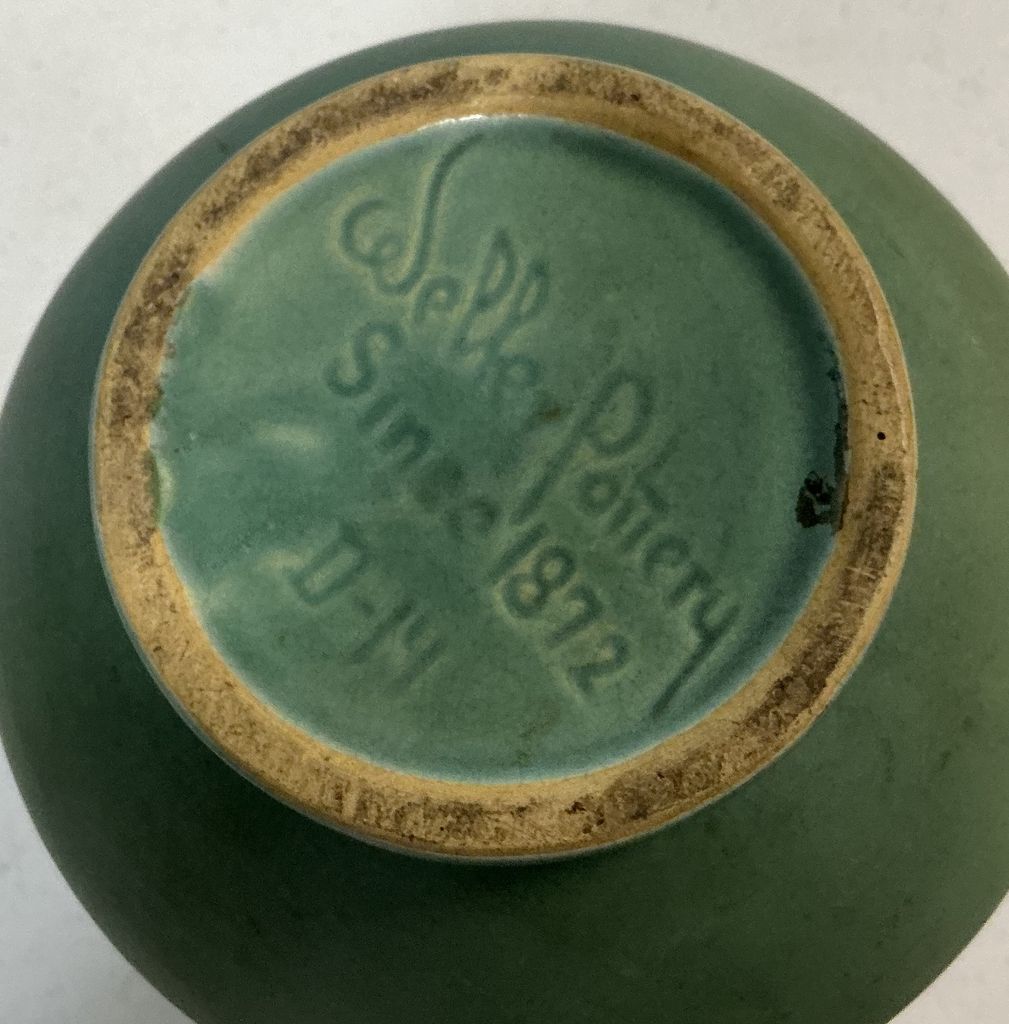 Weller Pottery
Since 1872
D-14